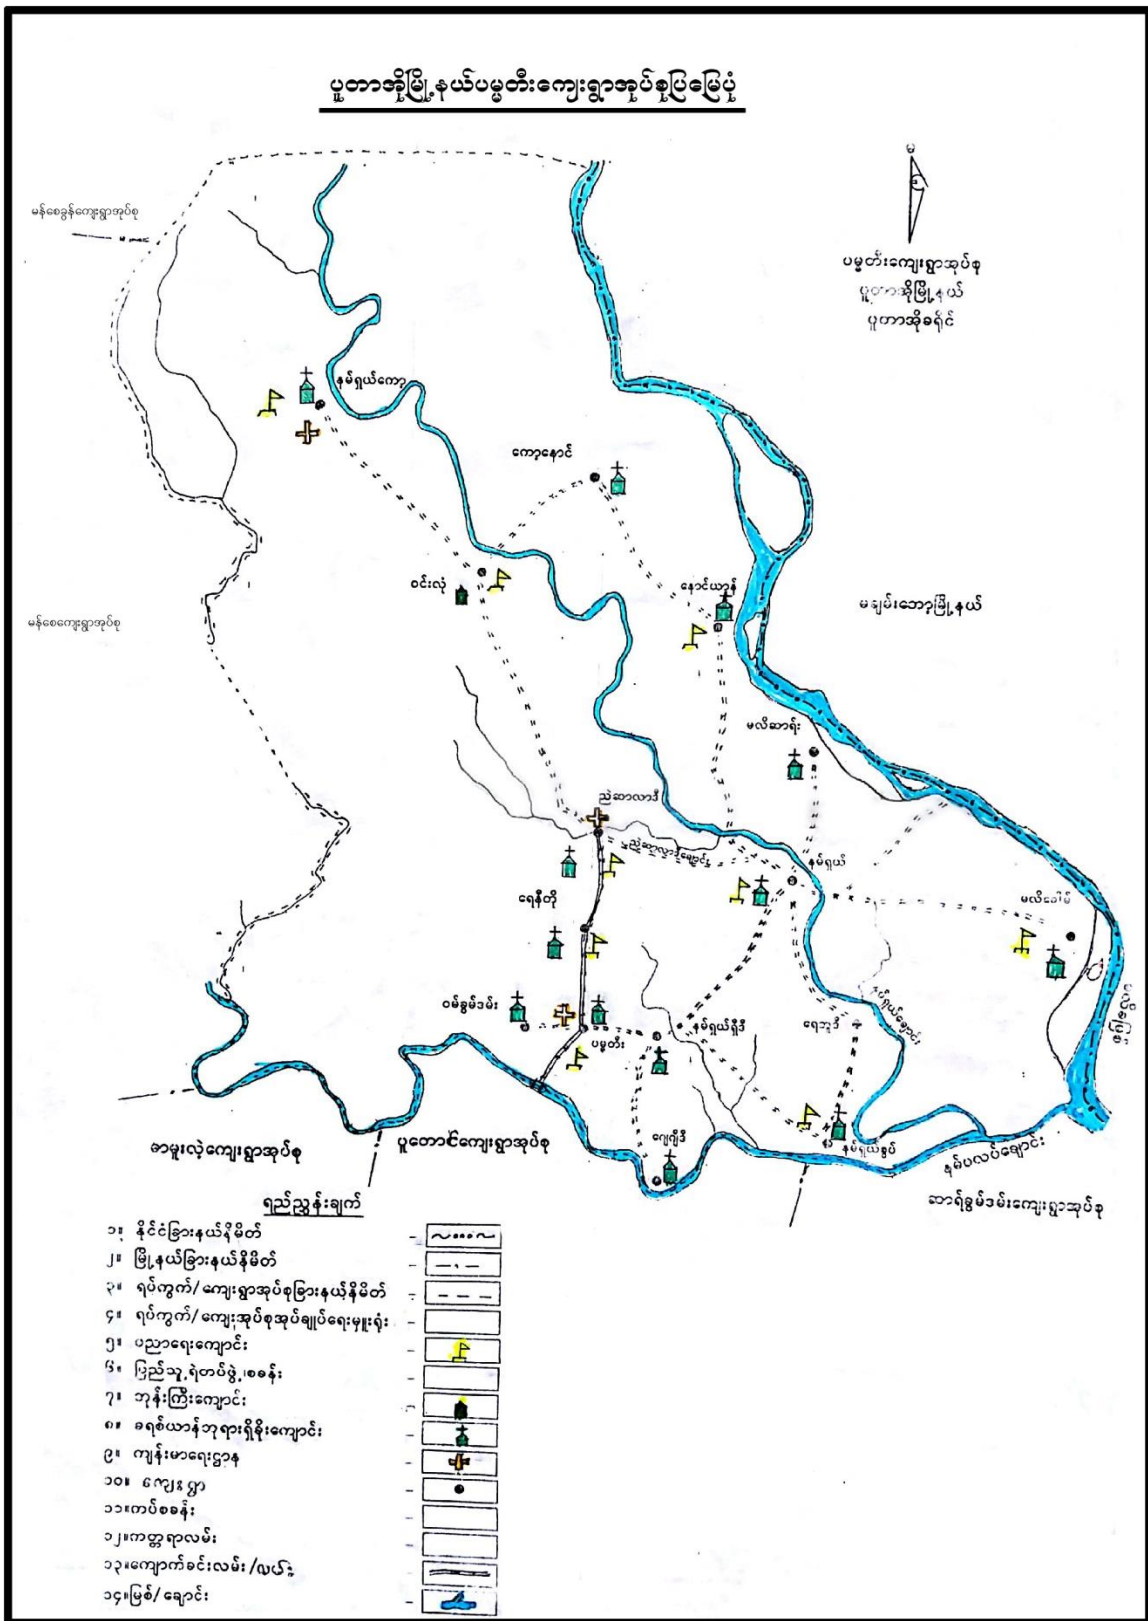 ပူတာအိုမြို့နယ်ပမ္မတီးကျေးရွာအုပ်စုပြမြေပုံ
မ
မန်စေခွန်ကျေးရွာအုပ်စု
ပမ္မတီးကျေးရွာအုပ်စု
ပူတာအိုမြို့နယ်
ပူတာအိုခရိုင်
နမ်ရှယ်ကော့
ကော့နောင်
ဝင်းလုံ
နောင်ယာန်
မချမ်းဘော့မြို့နယ်
မန်စေကျေးရွာအုပ်စု
မလိဆာရ်း
ညဲဆာလာဒီ
ညဲဆာလာဒီချောင်း
နမ်ရှယ်
ရေနီတို
ဝမ်ခွမ်ဒမ်း
ပမ္မတီး
နမ်ရှယ်ရှီဒီ
နမ်ရှယ်ချောင်း
ဂျေဂျီဒီ
နမ်ရှယ်စွပ်
နမ်ပလပ်ချောင်း
ခာမူးလဲ့ကျေးရွာအုပ်စု
ပူတောင်ကျေးရွာအုပ်စု
ဆာရ်ခွမ်ဒမ်းကျေးရွာအုပ်စု
ရည်ညွှန်းချက်
၁။ နိုင်ငံခြားနယ်နိမိတ်
၂။ မြို့နယ်ခြားနယ်နိမိတ်
၃။ ရပ်ကွက်/ကျေးရွာအုပ်စုခြားနယ်နိမိတ်
၄။ ရပ်ကွက်/ကျေးအုပ်စုအုပ်ချုပ်ရေးမှူးရုံး
၅။ ပညာရေးကျောင်း
၆။ ပြည်သူ့ရဲတပ်ဖွဲ့စခန်း
၇။ ဘုန်းကြီးကျောင်း
၈။ ခရစ်ယာန်ဘုရားရှိခိုးကျောင်း
၉။ ကျန်းမာရေးဌာန
၁၀။ ကျေးရွာ
၁၁။ကပ်စခန်း
၁၂။ကတ္တရာလမ်း
၁၃။ကျောက်ခင်းလမ်း/လယ်
၁၄။မြစ်/ချောင်း